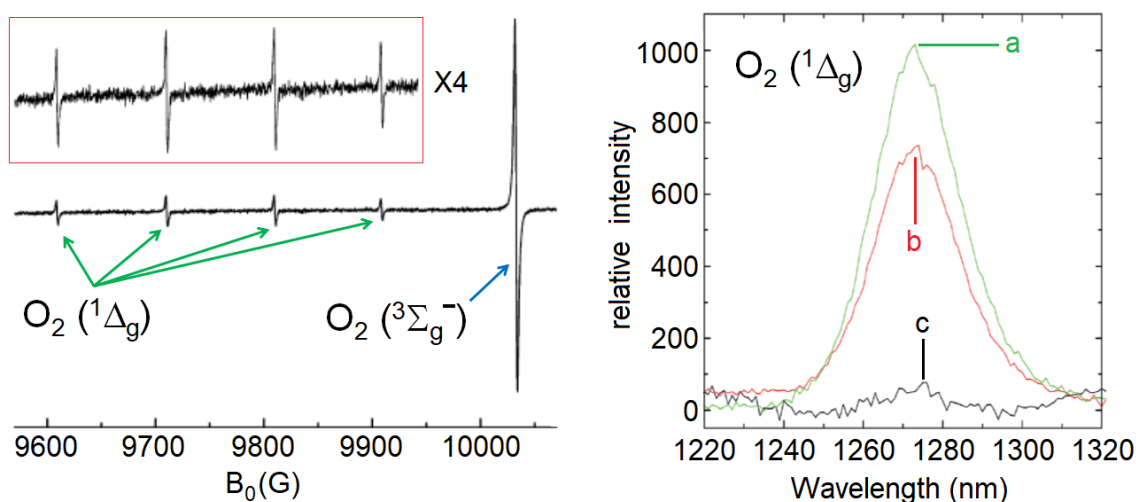 X4
O₂ (¹Δg)
O₂ (³Σg⁻)
9600 9700 9800 9900 10000
B₀(G)
O₂ (¹Δg)
a
b
c
relative intensity
1000
800
600
400
200
0
1220 1240 1260 1280 1300 1320
Wavelength (nm)